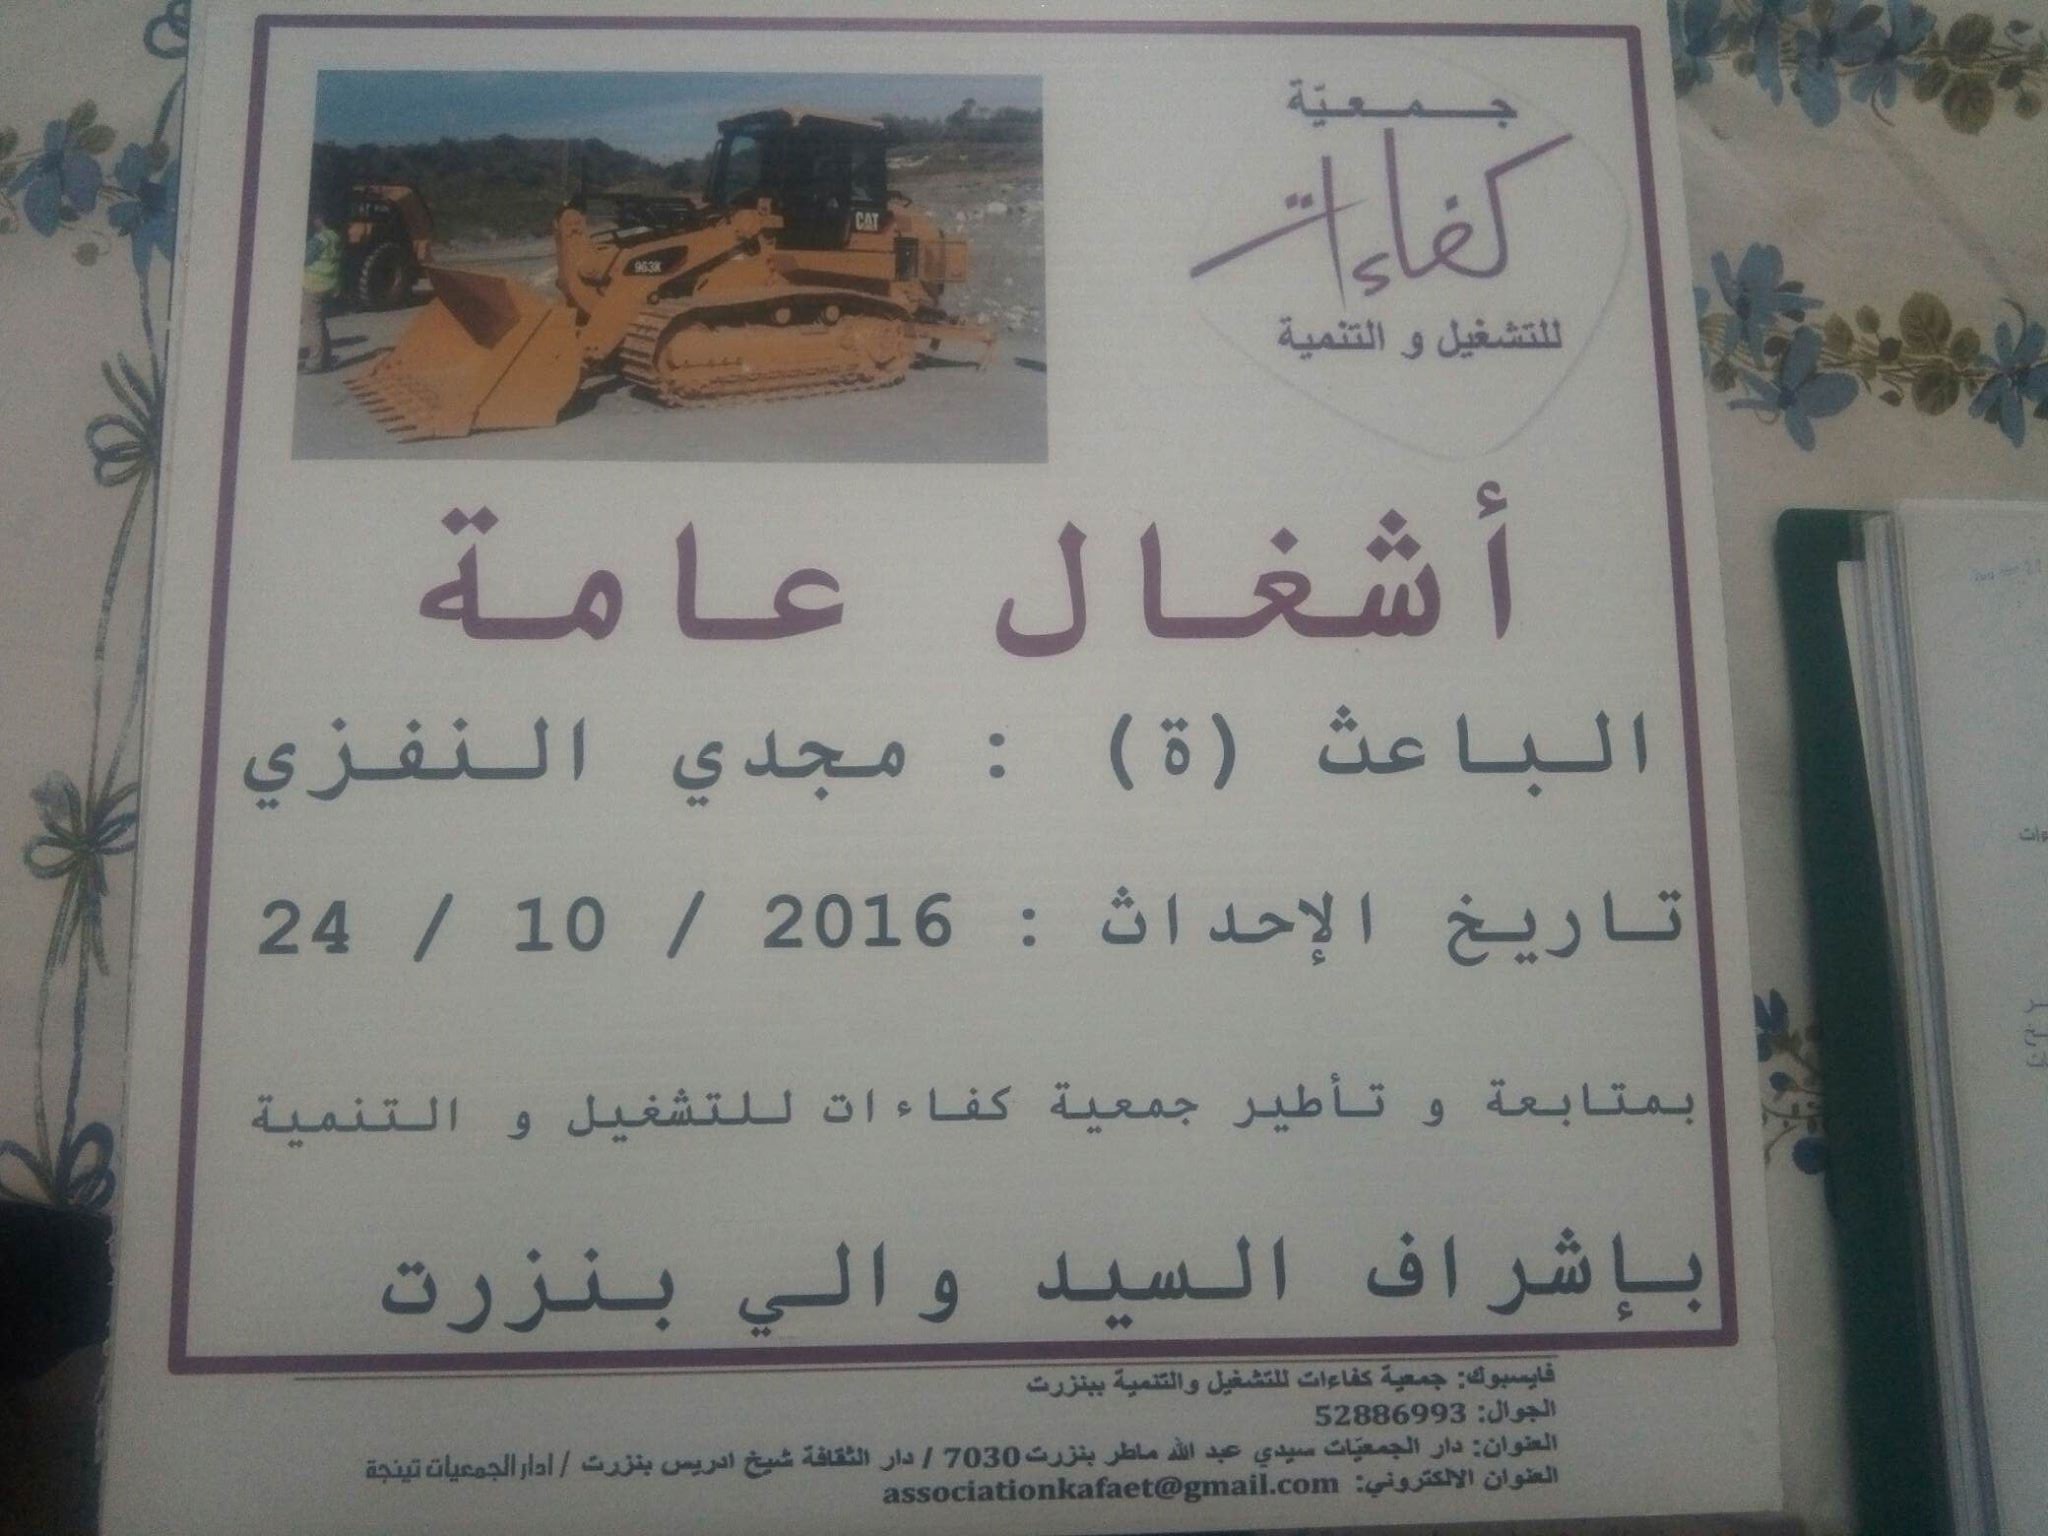 جمعيّة
كفاءات
للتشغيل و التنمية
CAT
963K
أشغال عامة
الباعث (ة) : مجدي النفزي
تاريخ الإحداث : 2016 / 10 / 24
بمتابعة و تأطير جمعية كفاءات للتشغيل و التنمية
بإشراف السيد والي بنزرت
فايسبوك: جمعية كفاءات للتشغيل والتنمية ببنزرت
الجوال: 52886993
العنوان: دار الجمعيّات سيدي عبد الله ماطر بنزرت 7030 / دار الثقافة شيخ ادريس بنزرت / ادار الجمعيات تينجة
العنوان الالكتروني: associationkafaet@gmail.com